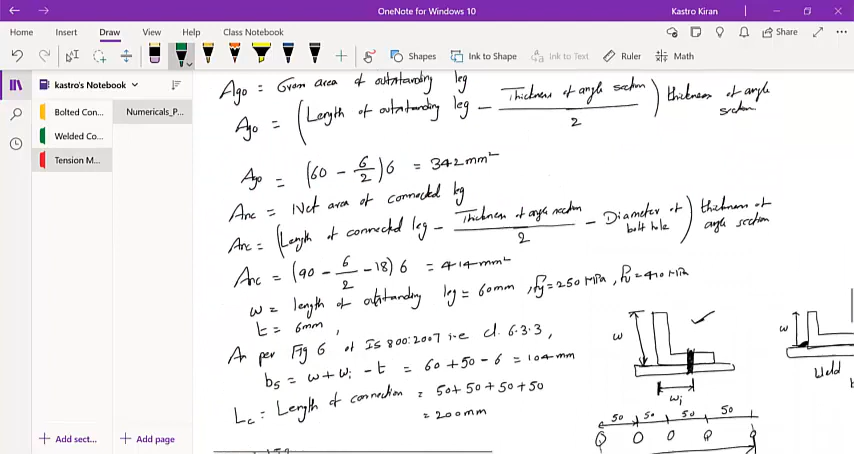 OneNote for Windows 10
Kastro Kiran
Home
Insert
Draw
View
Help
Class Notebook
Share
Shapes
Ink to Shape
Ink to Text
Ruler
Math
kastro's Notebook
Bolted Con...
Welded Co...
Tension M...
Numericals_P...
Ago = Gross area of outstanding leg
Ago = (Length of outstanding leg - Thickness of angle section / 2) thickness of angle section
Ago = (60 - 6/2) 6 = 342 mm²
Anc = Net area of connected leg
Anc = (Length of connected leg - Thickness of angle section / 2 - Diameter of bolt hole) thickness of angle section
Anc = (90 - 6/2 - 18) 6 = 414 mm²
w = length of outstanding leg = 60mm, fy = 250 MPa, fu = 410 MPa
t = 6mm,
As per Fig 6 of IS 800:2007 i.e cl. 6.3.3,
bs = w + wi - t = 60 + 50 - 6 = 104 mm
Lc = Length of connection = 50 + 50 + 50 + 50
= 200mm
w
wi
w
Weld
50 50 50 50
Add sect...
Add page